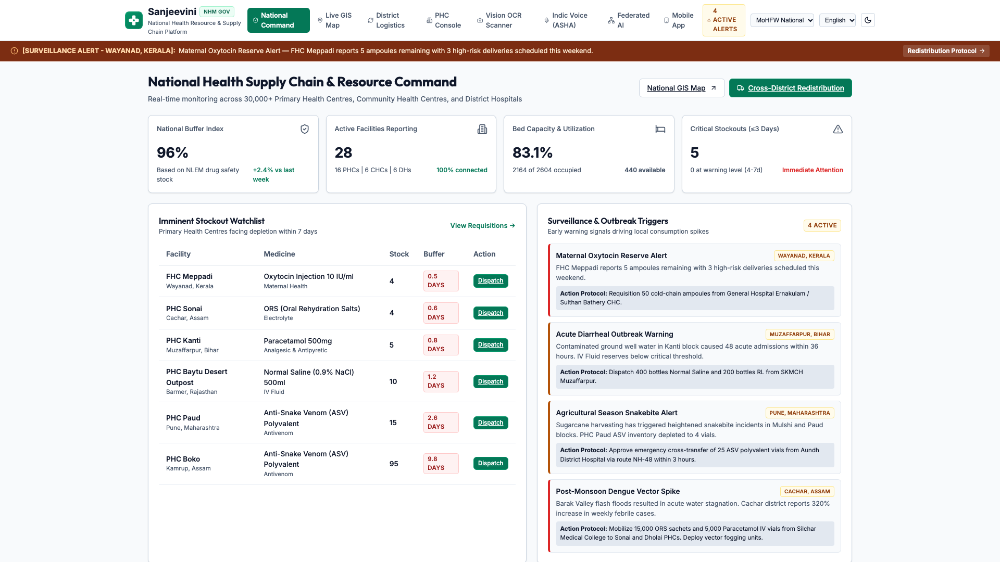 Sanjeevini NHM GOV
National Health Resource & Supply
Chain Platform
National
Command
Live GIS
Map
District
Logistics
PHC
Console
Vision OCR
Scanner
Indic Voice
(ASHA)
Federated
AI
Mobile
App
4
ACTIVE
ALERTS
MoHFW National
English
[SURVEILLANCE ALERT - WAYANAD, KERALA]: Maternal Oxytocin Reserve Alert — FHC Meppadi reports 5 ampoules remaining with 3 high-risk deliveries scheduled this weekend.
Redistribution Protocol →
National Health Supply Chain & Resource Command
Real-time monitoring across 30,000+ Primary Health Centres, Community Health Centres, and District Hospitals
National GIS Map
Cross-District Redistribution
National Buffer Index
96%
Based on NLEM drug safety
stock
+2.4% vs last
week
Active Facilities Reporting
28
16 PHCs | 6 CHCs | 6 DHs
100% connected
Bed Capacity & Utilization
83.1%
2164 of 2604 occupied
440 available
Critical Stockouts (≤3 Days)
5
0 at warning level (4-7d)
Immediate Attention
Imminent Stockout Watchlist
Primary Health Centres facing depletion within 7 days
View Requisitions →
Facility Medicine Stock Buffer Action
FHC Meppadi
Wayanad, Kerala
Oxytocin Injection 10 IU/ml
Maternal Health
4
0.5
DAYS
Dispatch
PHC Sonai
Cachar, Assam
ORS (Oral Rehydration Salts)
Electrolyte
4
0.6
DAYS
Dispatch
PHC Kanti
Muzaffarpur, Bihar
Paracetamol 500mg
Analgesic & Antipyretic
5
0.8
DAYS
Dispatch
PHC Baytu Desert
Outpost
Barmer, Rajasthan
Normal Saline (0.9% NaCl)
500ml
IV Fluid
10
1.2
DAYS
Dispatch
PHC Paud
Pune, Maharashtra
Anti-Snake Venom (ASV)
Polyvalent
Antivenom
15
2.6
DAYS
Dispatch
PHC Boko
Kamrup, Assam
Anti-Snake Venom (ASV)
Polyvalent
Antivenom
95
9.8
DAYS
Dispatch
Surveillance & Outbreak Triggers
Early warning signals driving local consumption spikes
4 ACTIVE
Maternal Oxytocin Reserve Alert
WAYANAD, KERALA
FHC Meppadi reports 5 ampoules remaining with 3 high-risk deliveries scheduled this
weekend.
Action Protocol: Requisition 50 cold-chain ampoules from General Hospital Ernakulam /
Sulthan Bathery CHC.
Acute Diarrheal Outbreak Warning
MUZAFFARPUR, BIHAR
Contaminated ground well water in Kanti block caused 48 acute admissions within 36
hours. IV Fluid reserves below critical threshold.
Action Protocol: Dispatch 400 bottles Normal Saline and 200 bottles RL from SKMCH
Muzaffarpur.
Agricultural Season Snakebite Alert
PUNE, MAHARASHTRA
Sugarcane harvesting has triggered heightened snakebite incidents in Mulshi and Paud
blocks. PHC Paud ASV inventory depleted to 4 vials.
Action Protocol: Approve emergency cross-transfer of 25 ASV polyvalent vials from Aundh
District Hospital via route NH-48 within 3 hours.
Post-Monsoon Dengue Vector Spike
CACHAR, ASSAM
Barak Valley flash floods resulted in acute water stagnation. Cachar district reports 320%
increase in weekly febrile cases.
Action Protocol: Mobilize 15,000 ORS sachets and 5,000 Paracetamol IV vials from Silchar
Medical College to Sonai and Dholai PHCs. Deploy vector fogging units.